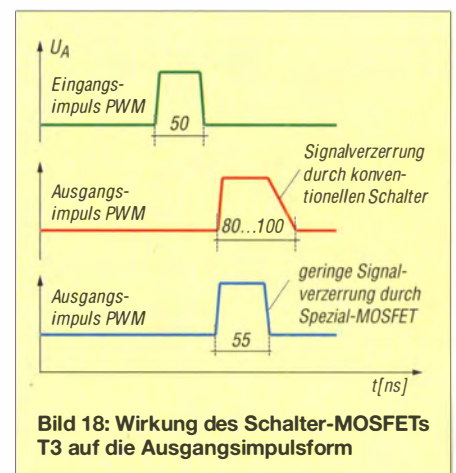 U_A
Eingangs-
impuls PWM
50
Signalverzerrung
durch konven-
tionellen Schalter
Ausgangs-
impuls PWM
80...100
geringe Signal-
verzerrung durch
Spezial-MOSFET
Ausgangs-
impuls PWM
55
t[ns]
Bild 18: Wirkung des Schalter-MOSFETs
T3 auf die Ausgangsimpulsform